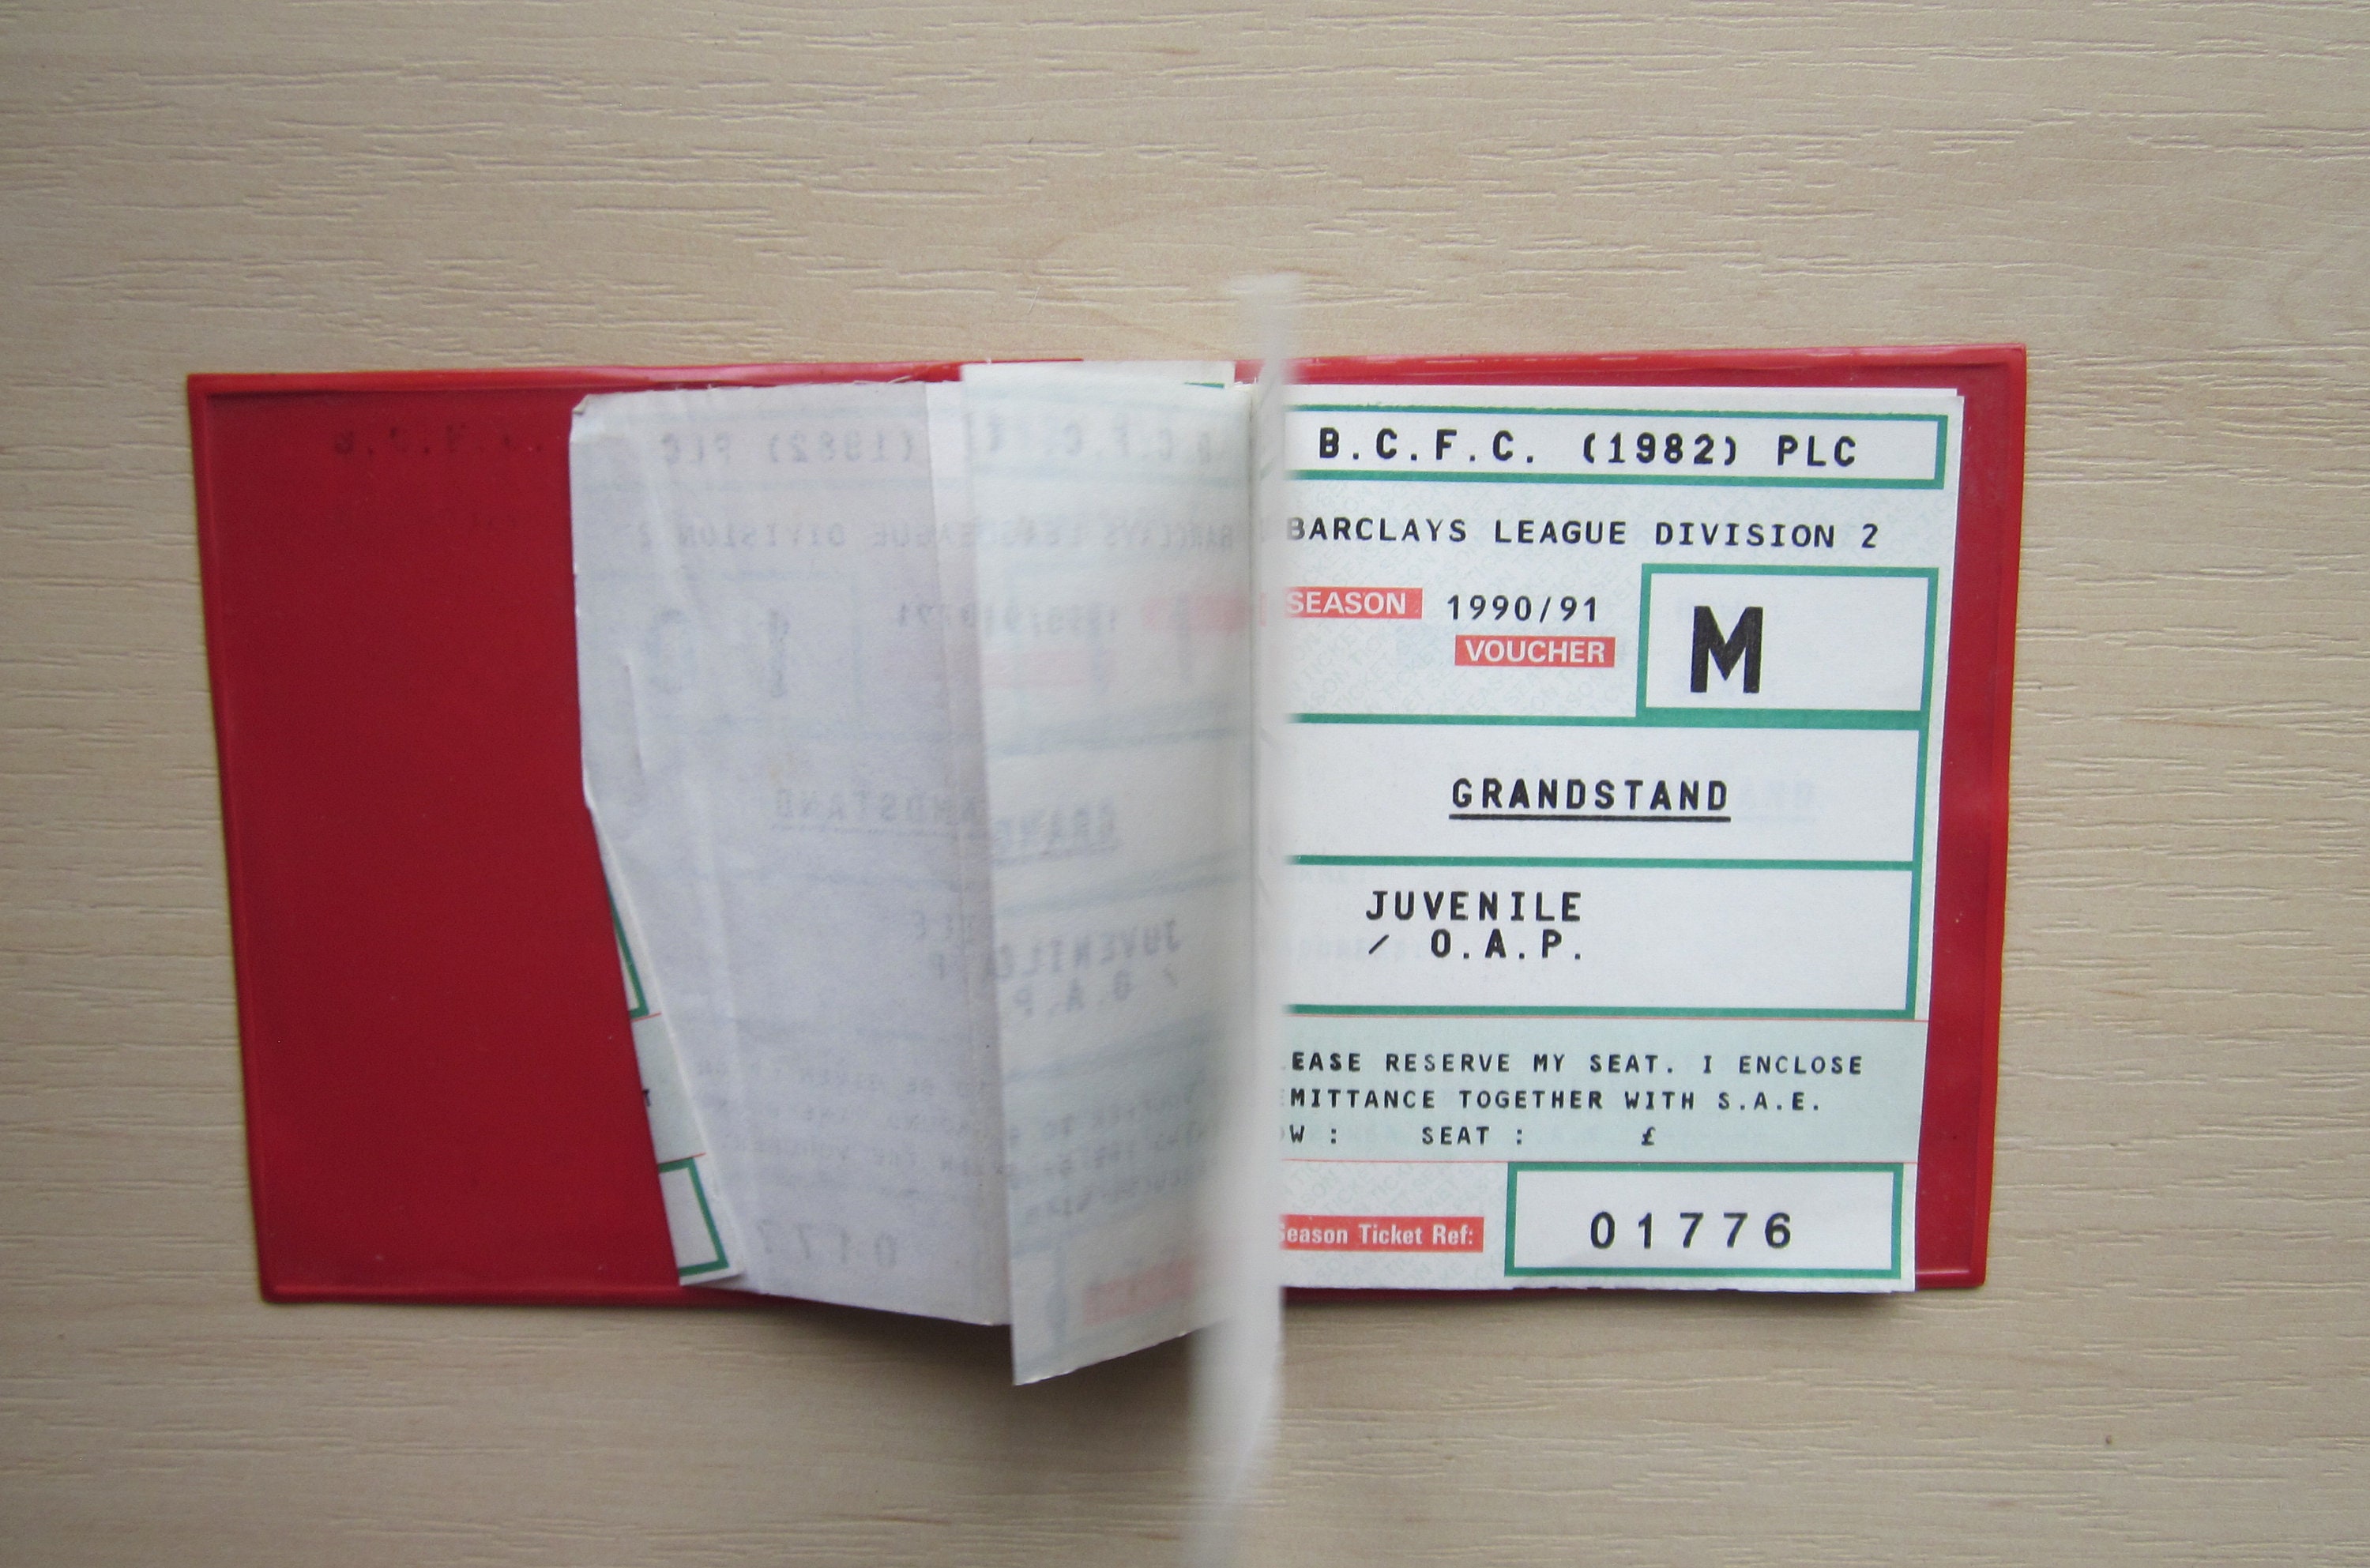 B.C.F.C. (1982) PLC
BARCLAYS LEAGUE DIVISION 2
SEASON 1990/91
VOUCHER
M
GRANDSTAND
JUVENILE
/ O.A.P.
EASE RESERVE MY SEAT. I ENCLOSE
MITTANCE TOGETHER WITH S.A.E.
W : SEAT : £
Season Ticket Ref: 01776